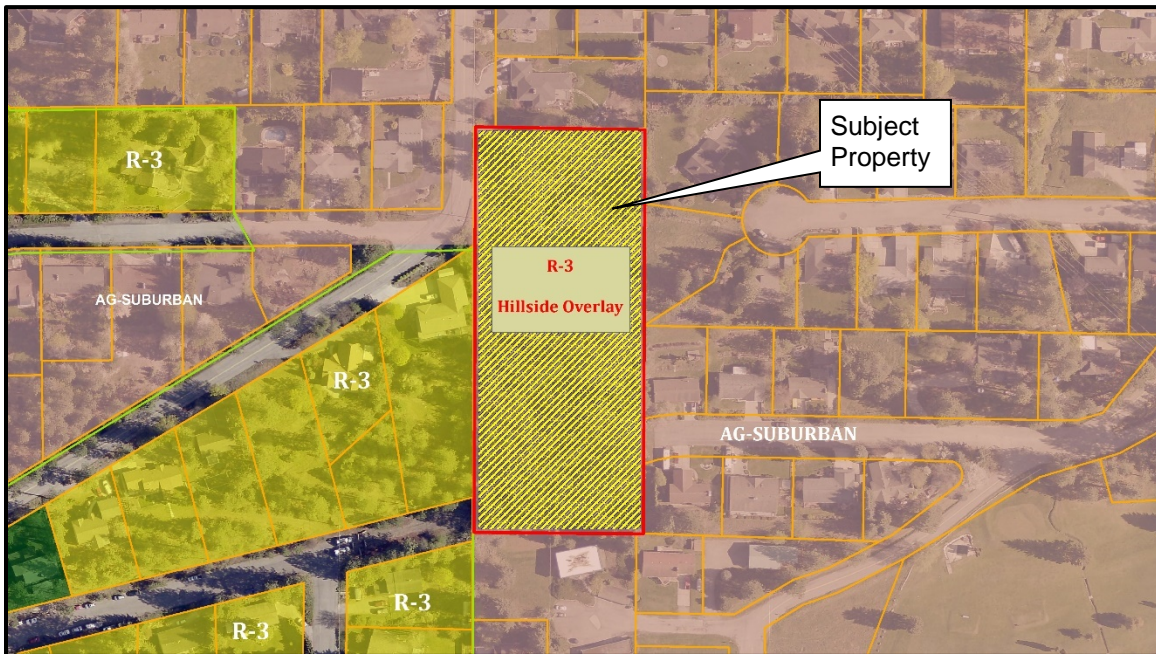 Subject
Property
R-3
R-3
Hillside Overlay
AG-SUBURBAN
R-3
AG-SUBURBAN
R-3
R-3